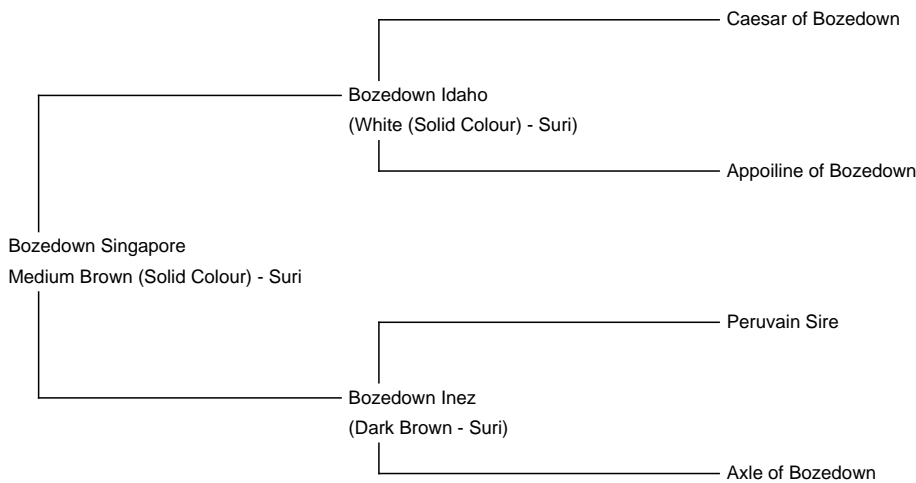 Caesar of Bozedown
Bozedown Idaho
(White (Solid Colour) - Suri)
Appoiline of Bozedown
Bozedown Singapore
Medium Brown (Solid Colour) - Suri
Peruvain Sire
Bozedown Inez
(Dark Brown - Suri)
Axle of Bozedown